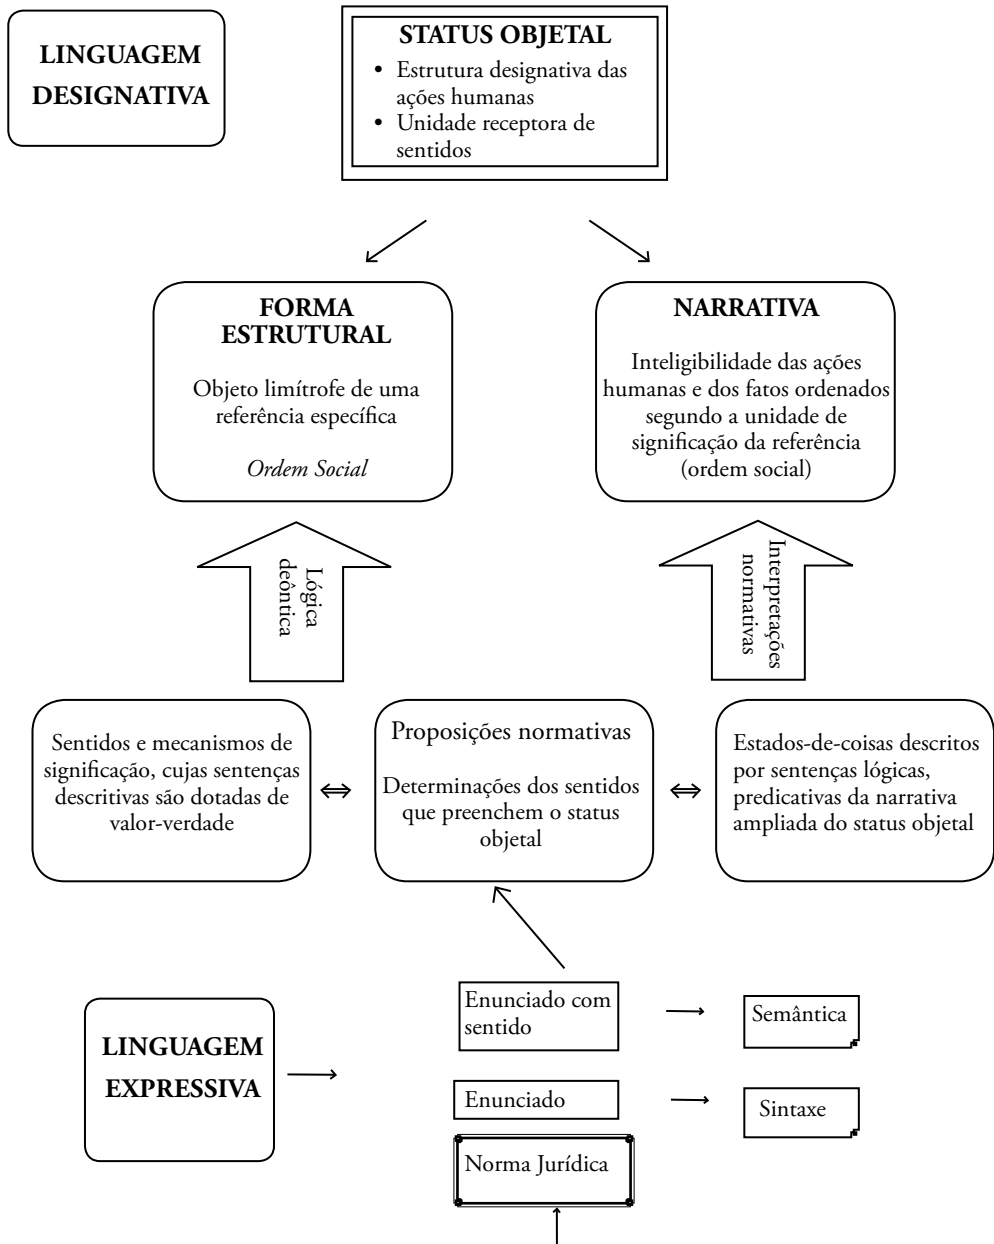 LINGUAGEM
DESIGNATIVA
STATUS OBJETAL
• Estrutura designativa das
ações humanas
• Unidade receptora de
sentidos
FORMA
ESTRUTURAL
Objeto limítrofe de uma
referência específica
Ordem Social
NARRATIVA
Inteligibilidade das ações
humanas e dos fatos ordenados
segundo a unidade de
significação da referência
(ordem social)
Lógica
deôntica
Interpretações
normativas
Sentidos e mecanismos de
significação, cujas sentenças
descritivas são dotadas de
valor-verdade
Proposições normativas
Determinações dos sentidos
que preenchem o status
objetal
Estados-de-coisas descritos
por sentenças lógicas,
predicativas da narrativa
ampliada do status objetal
LINGUAGEM
EXPRESSIVA
Enunciado com
sentido
Semântica
Enunciado
Sintaxe
Norma Jurídica